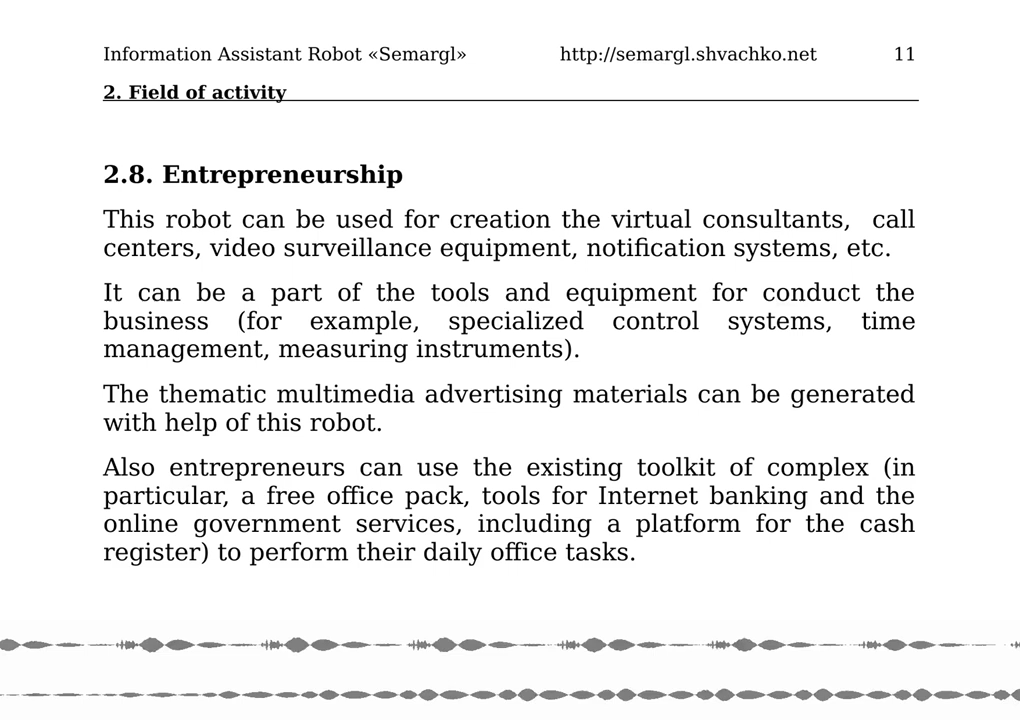 Information Assistant Robot «Semargl» http://semargl.shvachko.net 11
2. Field of activity
2.8. Entrepreneurship
This robot can be used for creation the virtual consultants, call
centers, video surveillance equipment, notification systems, etc.
It can be a part of the tools and equipment for conduct the
business (for example, specialized control systems, time
management, measuring instruments).
The thematic multimedia advertising materials can be generated
with help of this robot.
Also entrepreneurs can use the existing toolkit of complex (in
particular, a free office pack, tools for Internet banking and the
online government services, including a platform for the cash
register) to perform their daily office tasks.